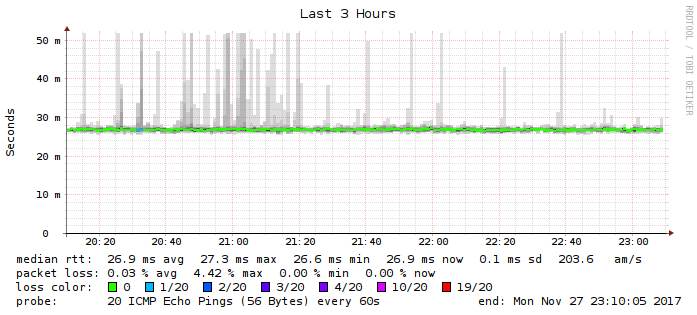 Last 3 Hours
RRDTOOL / TOBI OETIKER
Seconds
50 m
40 m
30 m
20 m
10 m
0
20:20 20:40 21:00 21:20 21:40 22:00 22:20 22:40 23:00
median rtt: 26.9 ms avg 27.3 ms max 26.6 ms min 26.9 ms now 0.1 ms sd 203.6 am/s
packet loss: 0.03 % avg 4.42 % max 0.00 % min 0.00 % now
loss color: 0 1/20 2/20 3/20 4/20 10/20 19/20
probe: 20 ICMP Echo Pings (56 Bytes) every 60s end: Mon Nov 27 23:10:05 2017